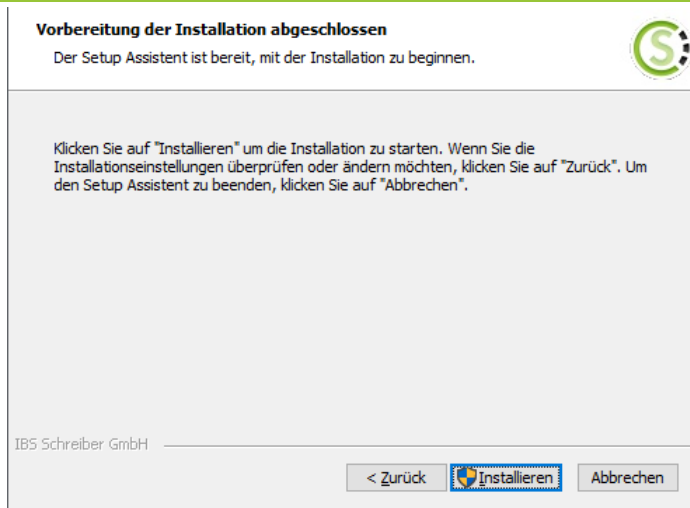 Vorbereitung der Installation abgeschlossen
Der Setup Assistent ist bereit, mit der Installation zu beginnen.
Klicken Sie auf "Installieren" um die Installation zu starten. Wenn Sie die
Installationseinstellungen überprüfen oder ändern möchten, klicken Sie auf "Zurück". Um
den Setup Assistent zu beenden, klicken Sie auf "Abbrechen".
IBS Schreiber GmbH
< Zurück Installieren Abbrechen